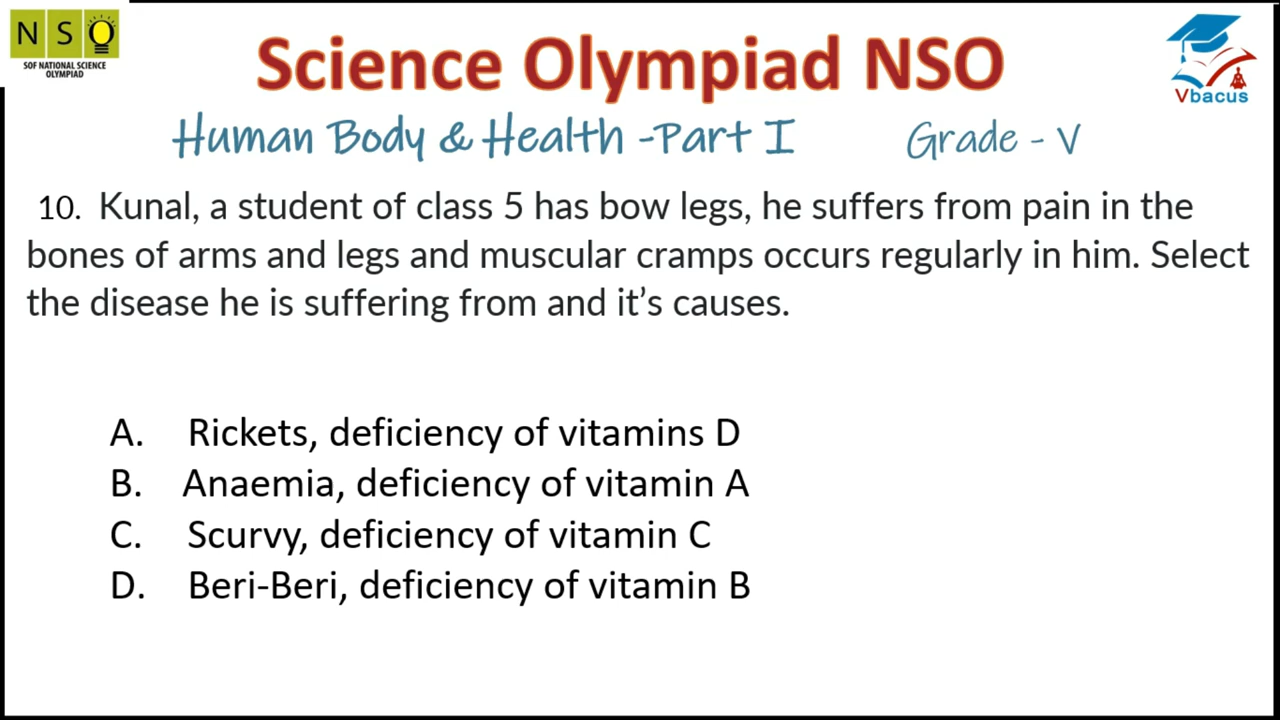 NSO
SOF NATIONAL SCIENCE
OLYMPIAD
Science Olympiad NSO
Vbacus
Human Body & Health -Part I Grade - V
10. Kunal, a student of class 5 has bow legs, he suffers from pain in the
bones of arms and legs and muscular cramps occurs regularly in him. Select
the disease he is suffering from and it’s causes.
A. Rickets, deficiency of vitamins D
B. Anaemia, deficiency of vitamin A
C. Scurvy, deficiency of vitamin C
D. Beri-Beri, deficiency of vitamin B